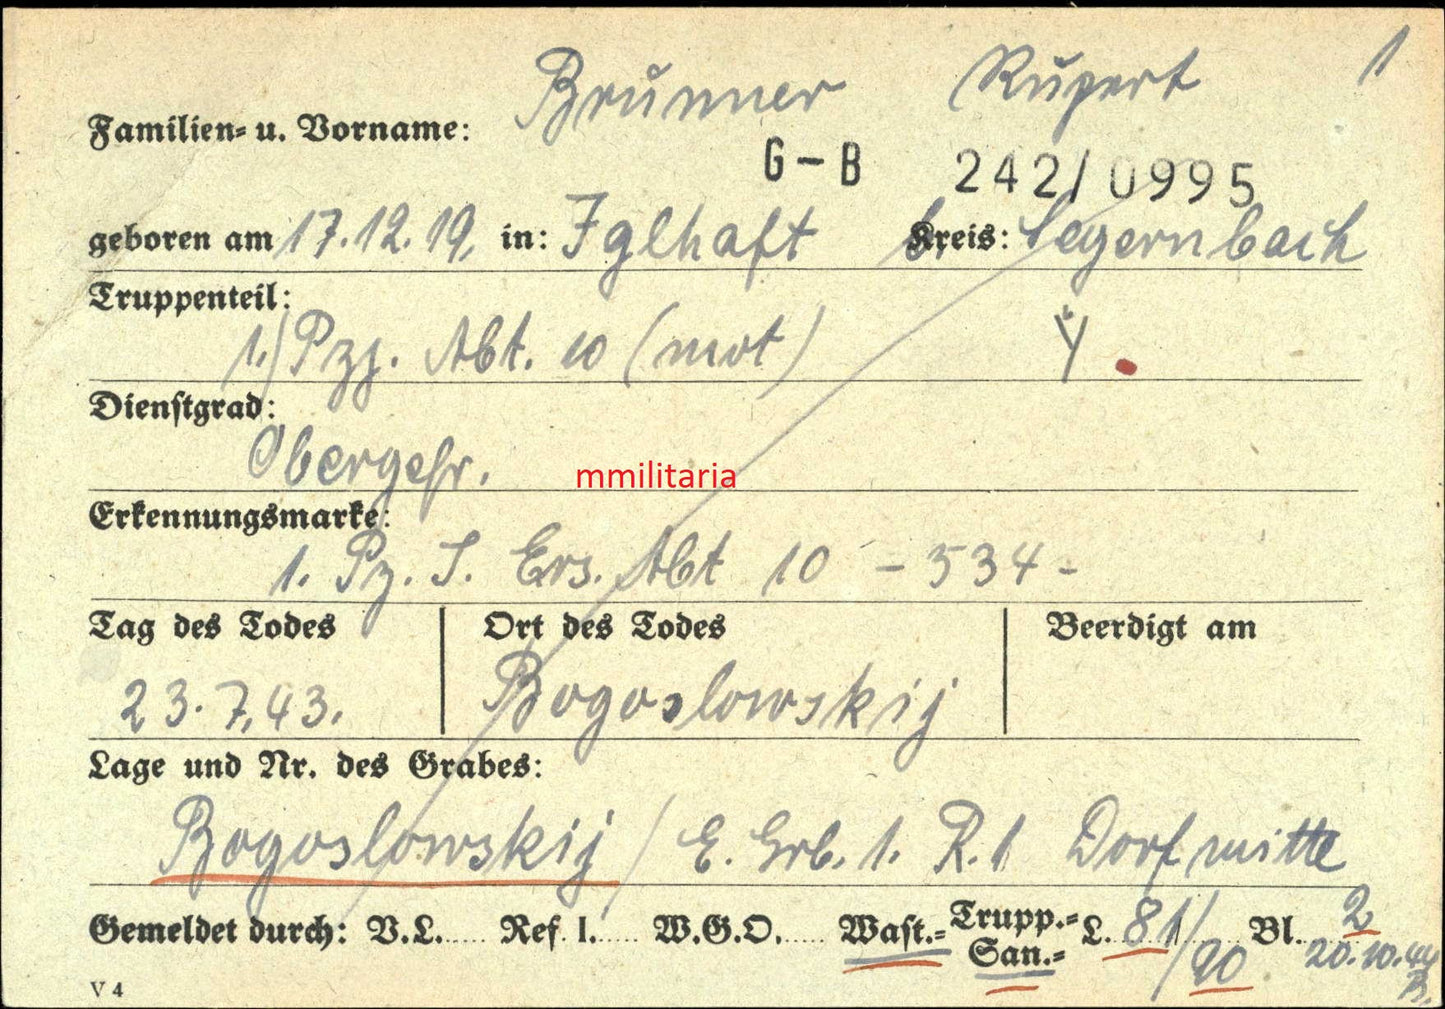 1
Familien= u. Vorname: Brunner Rupert
G-B 242/0995
geboren am 17.12.19. in: Iglhaft Kreis: Tegernbach
Truppenteil:
1.) Pzj. Abt. 10 (mot)
Dienstgrad:
Obergefr.
mmilitaria
Erkennungsmarke:
1. Pz. J. Ers. Abt 10 - 534 -
Tag des Todes Ort des Todes Beerdigt am
23.7.43. Bogoslowskij
Lage und Nr. des Grabes:
Bogoslowskij / E. Grb. 1. R. 1 Dorfmitte
Gemeldet durch: V.L..... Ref. I...... W.G.O..... Wast.= Trupp.= San.= L. 81/90 Bl. 2
20.10.44
V 4